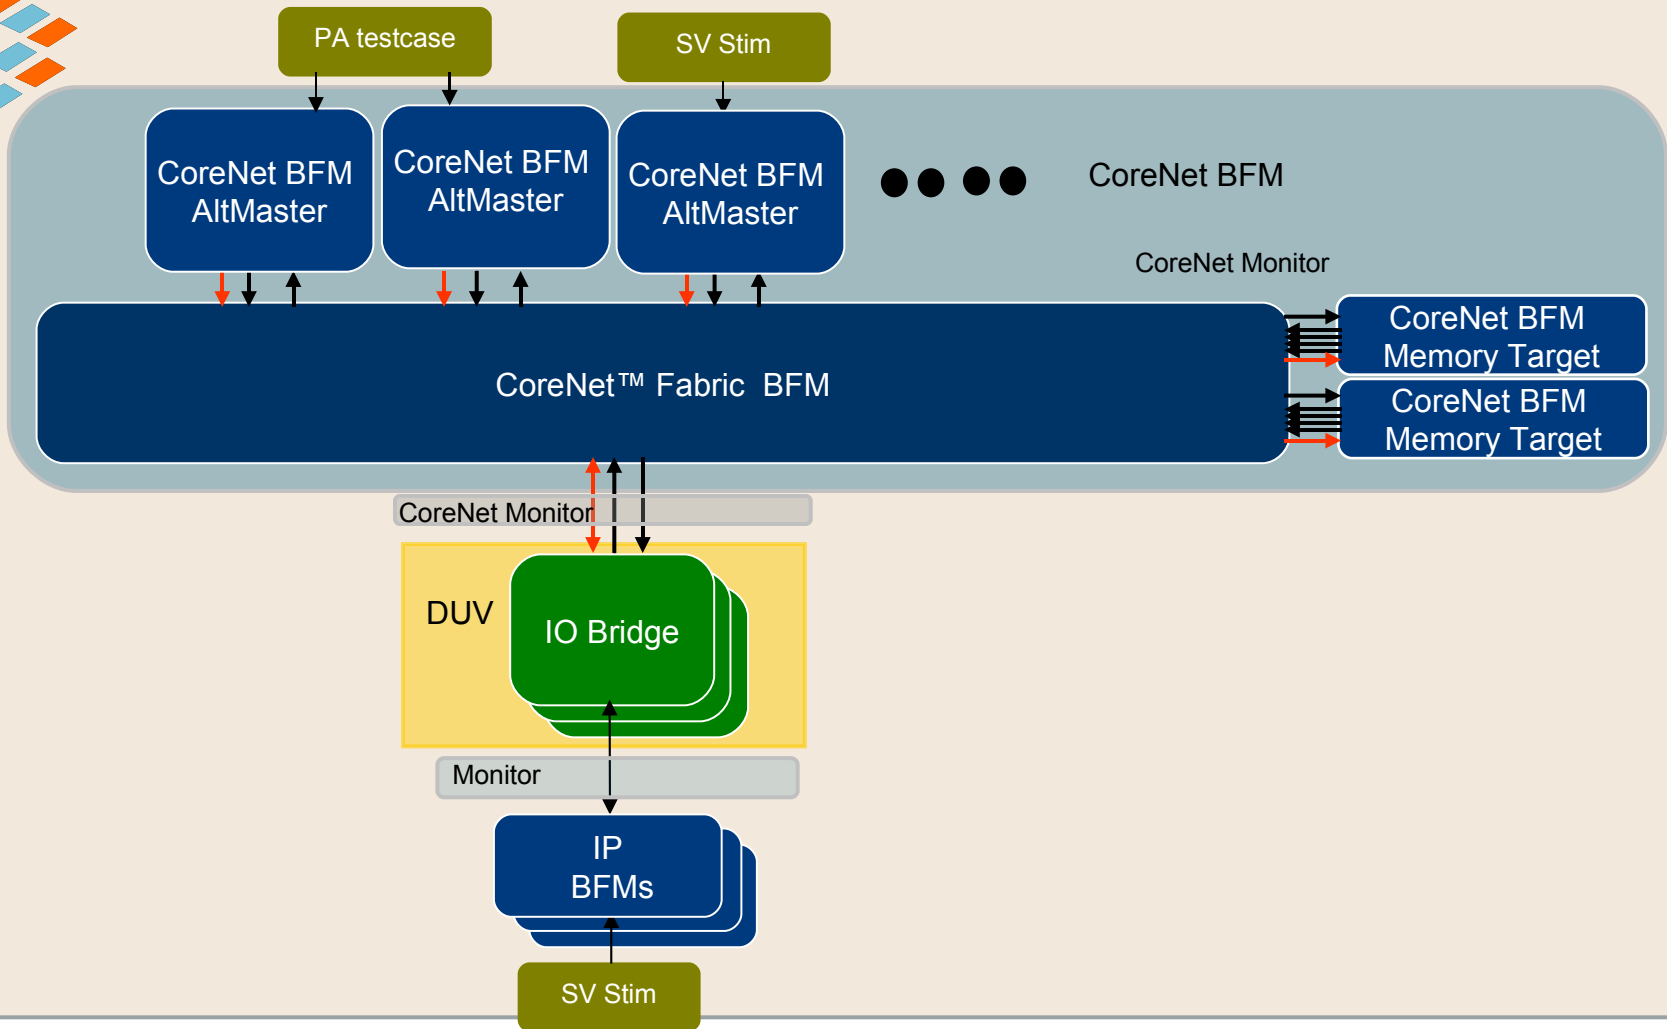 PA testcase
SV Stim
CoreNet BFM
AltMaster
CoreNet BFM
AltMaster
CoreNet BFM
AltMaster
CoreNet BFM
CoreNet Monitor
CoreNet BFM
Memory Target
CoreNet™ Fabric BFM
CoreNet BFM
Memory Target
CoreNet Monitor
DUV
IO Bridge
Monitor
IP
BFMs
SV Stim